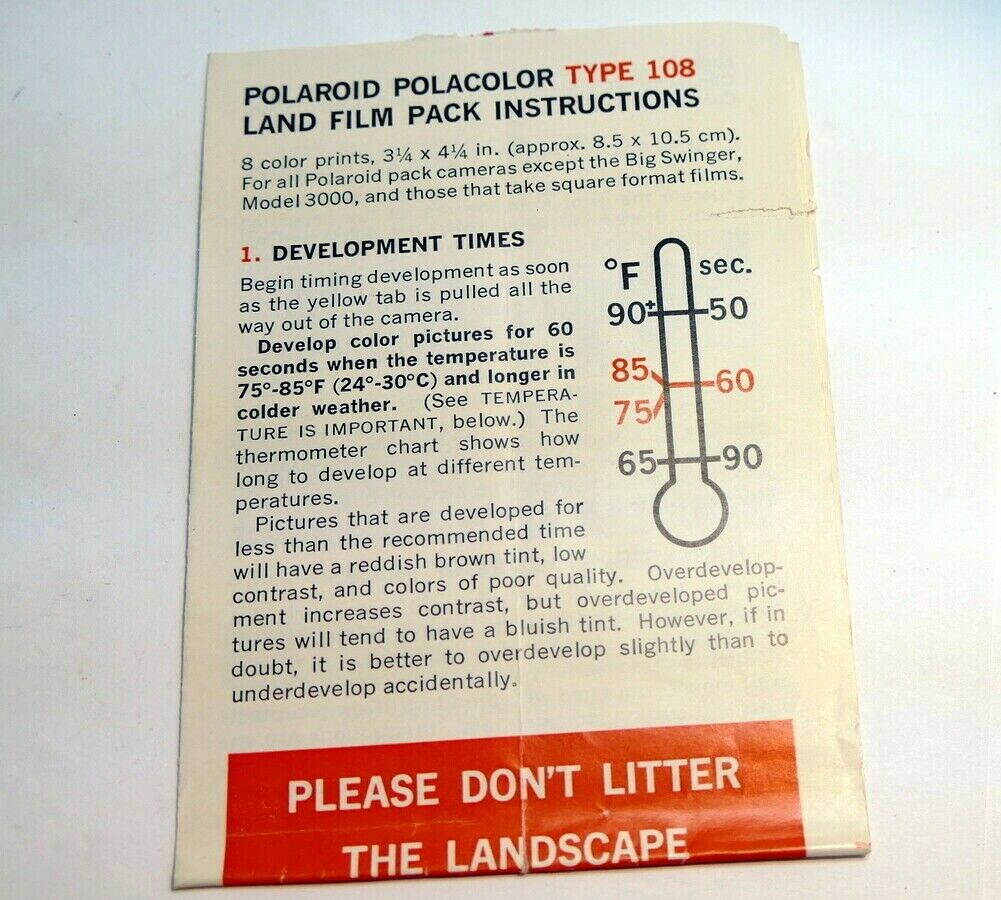 POLAROID POLACOLOR TYPE 108
LAND FILM PACK INSTRUCTIONS
8 color prints, 3¼ x 4¼ in. (approx. 8.5 x 10.5 cm).
For all Polaroid pack cameras except the Big Swinger,
Model 3000, and those that take square format films.
1. DEVELOPMENT TIMES
Begin timing development as soon
as the yellow tab is pulled all the
way out of the camera.
Develop color pictures for 60
seconds when the temperature is
75°-85°F (24°-30°C) and longer in
colder weather. (See TEMPERA-
TURE IS IMPORTANT, below.) The
thermometer chart shows how
long to develop at different tem-
peratures.
Pictures that are developed for
less than the recommended time
will have a reddish brown tint, low
contrast, and colors of poor quality. Overdevelop-
ment increases contrast, but overdeveloped pic-
tures will tend to have a bluish tint. However, if in
doubt, it is better to overdevelop slightly than to
underdevelop accidentally.
°F sec.
90± 50
85
60
75
65 90
PLEASE DON'T LITTER
THE LANDSCAPE